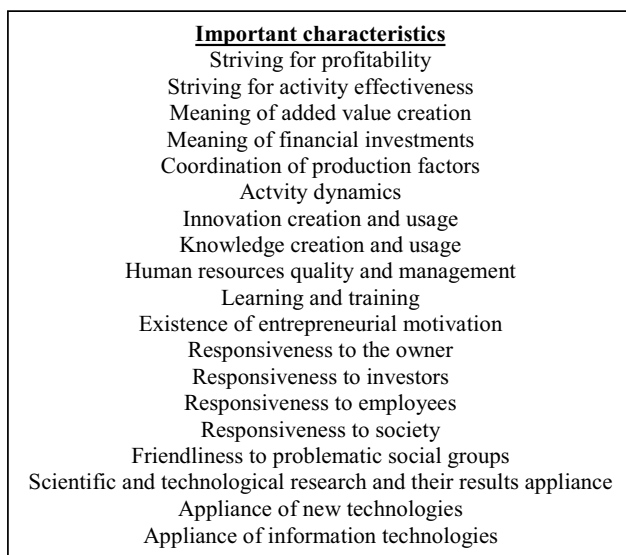 Important characteristics
Striving for profitability
Striving for activity effectiveness
Meaning of added value creation
Meaning of financial investments
Coordination of production factors
Actvity dynamics
Innovation creation and usage
Knowledge creation and usage
Human resources quality and management
Learning and training
Existence of entrepreneurial motivation
Responsiveness to the owner
Responsiveness to investors
Responsiveness to employees
Responsiveness to society
Friendliness to problematic social groups
Scientific and technological research and their results appliance
Appliance of new technologies
Appliance of information technologies